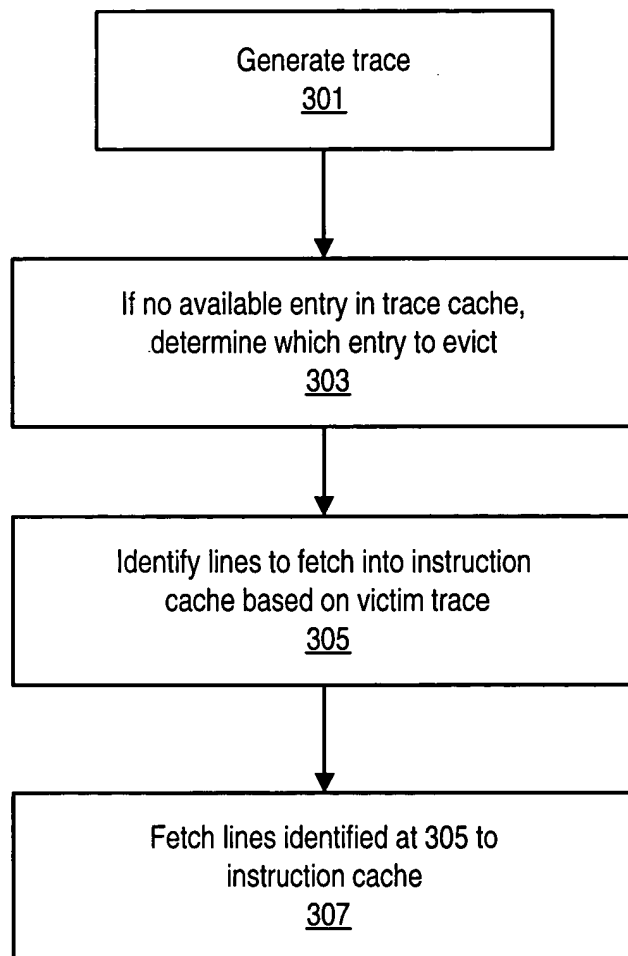 Generate trace
301
If no available entry in trace cache,
determine which entry to evict
303
Identify lines to fetch into instruction
cache based on victim trace
305
Fetch lines identified at 305 to
instruction cache
307